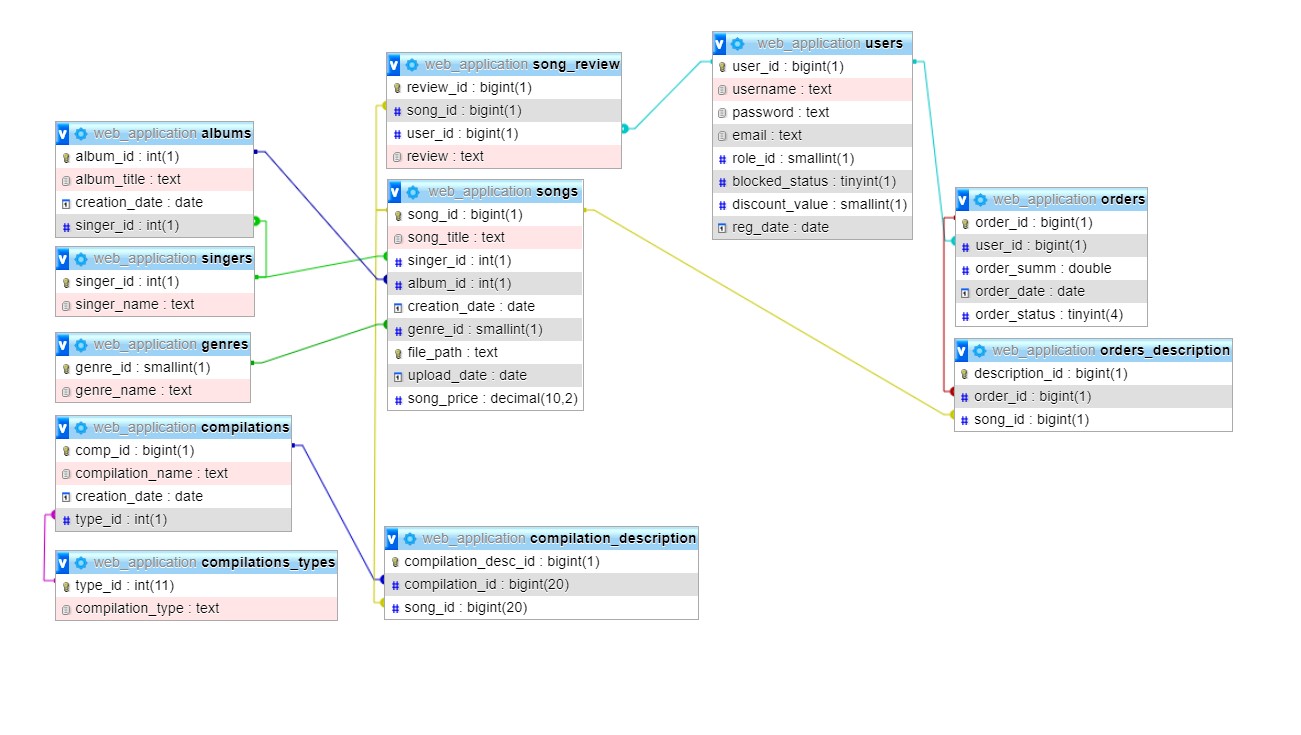 web_application albums
album_id : int(1)
album_title : text
creation_date : date
singer_id : int(1)
web_application singers
singer_id : int(1)
singer_name : text
web_application genres
genre_id : smallint(1)
genre_name : text
web_application compilations
comp_id : bigint(1)
compilation_name : text
creation_date : date
type_id : int(1)
web_application compilations_types
type_id : int(11)
compilation_type : text
web_application song_review
review_id : bigint(1)
song_id : bigint(1)
user_id : bigint(1)
review : text
web_application songs
song_id : bigint(1)
song_title : text
singer_id : int(1)
album_id : int(1)
creation_date : date
genre_id : smallint(1)
file_path : text
upload_date : date
song_price : decimal(10,2)
web_application compilation_description
compilation_desc_id : bigint(1)
compilation_id : bigint(20)
song_id : bigint(20)
web_application users
user_id : bigint(1)
username : text
password : text
email : text
role_id : smallint(1)
blocked_status : tinyint(1)
discount_value : smallint(1)
reg_date : date
web_application orders
order_id : bigint(1)
user_id : bigint(1)
order_summ : double
order_date : date
order_status : tinyint(4)
web_application orders_description
description_id : bigint(1)
order_id : bigint(1)
song_id : bigint(1)